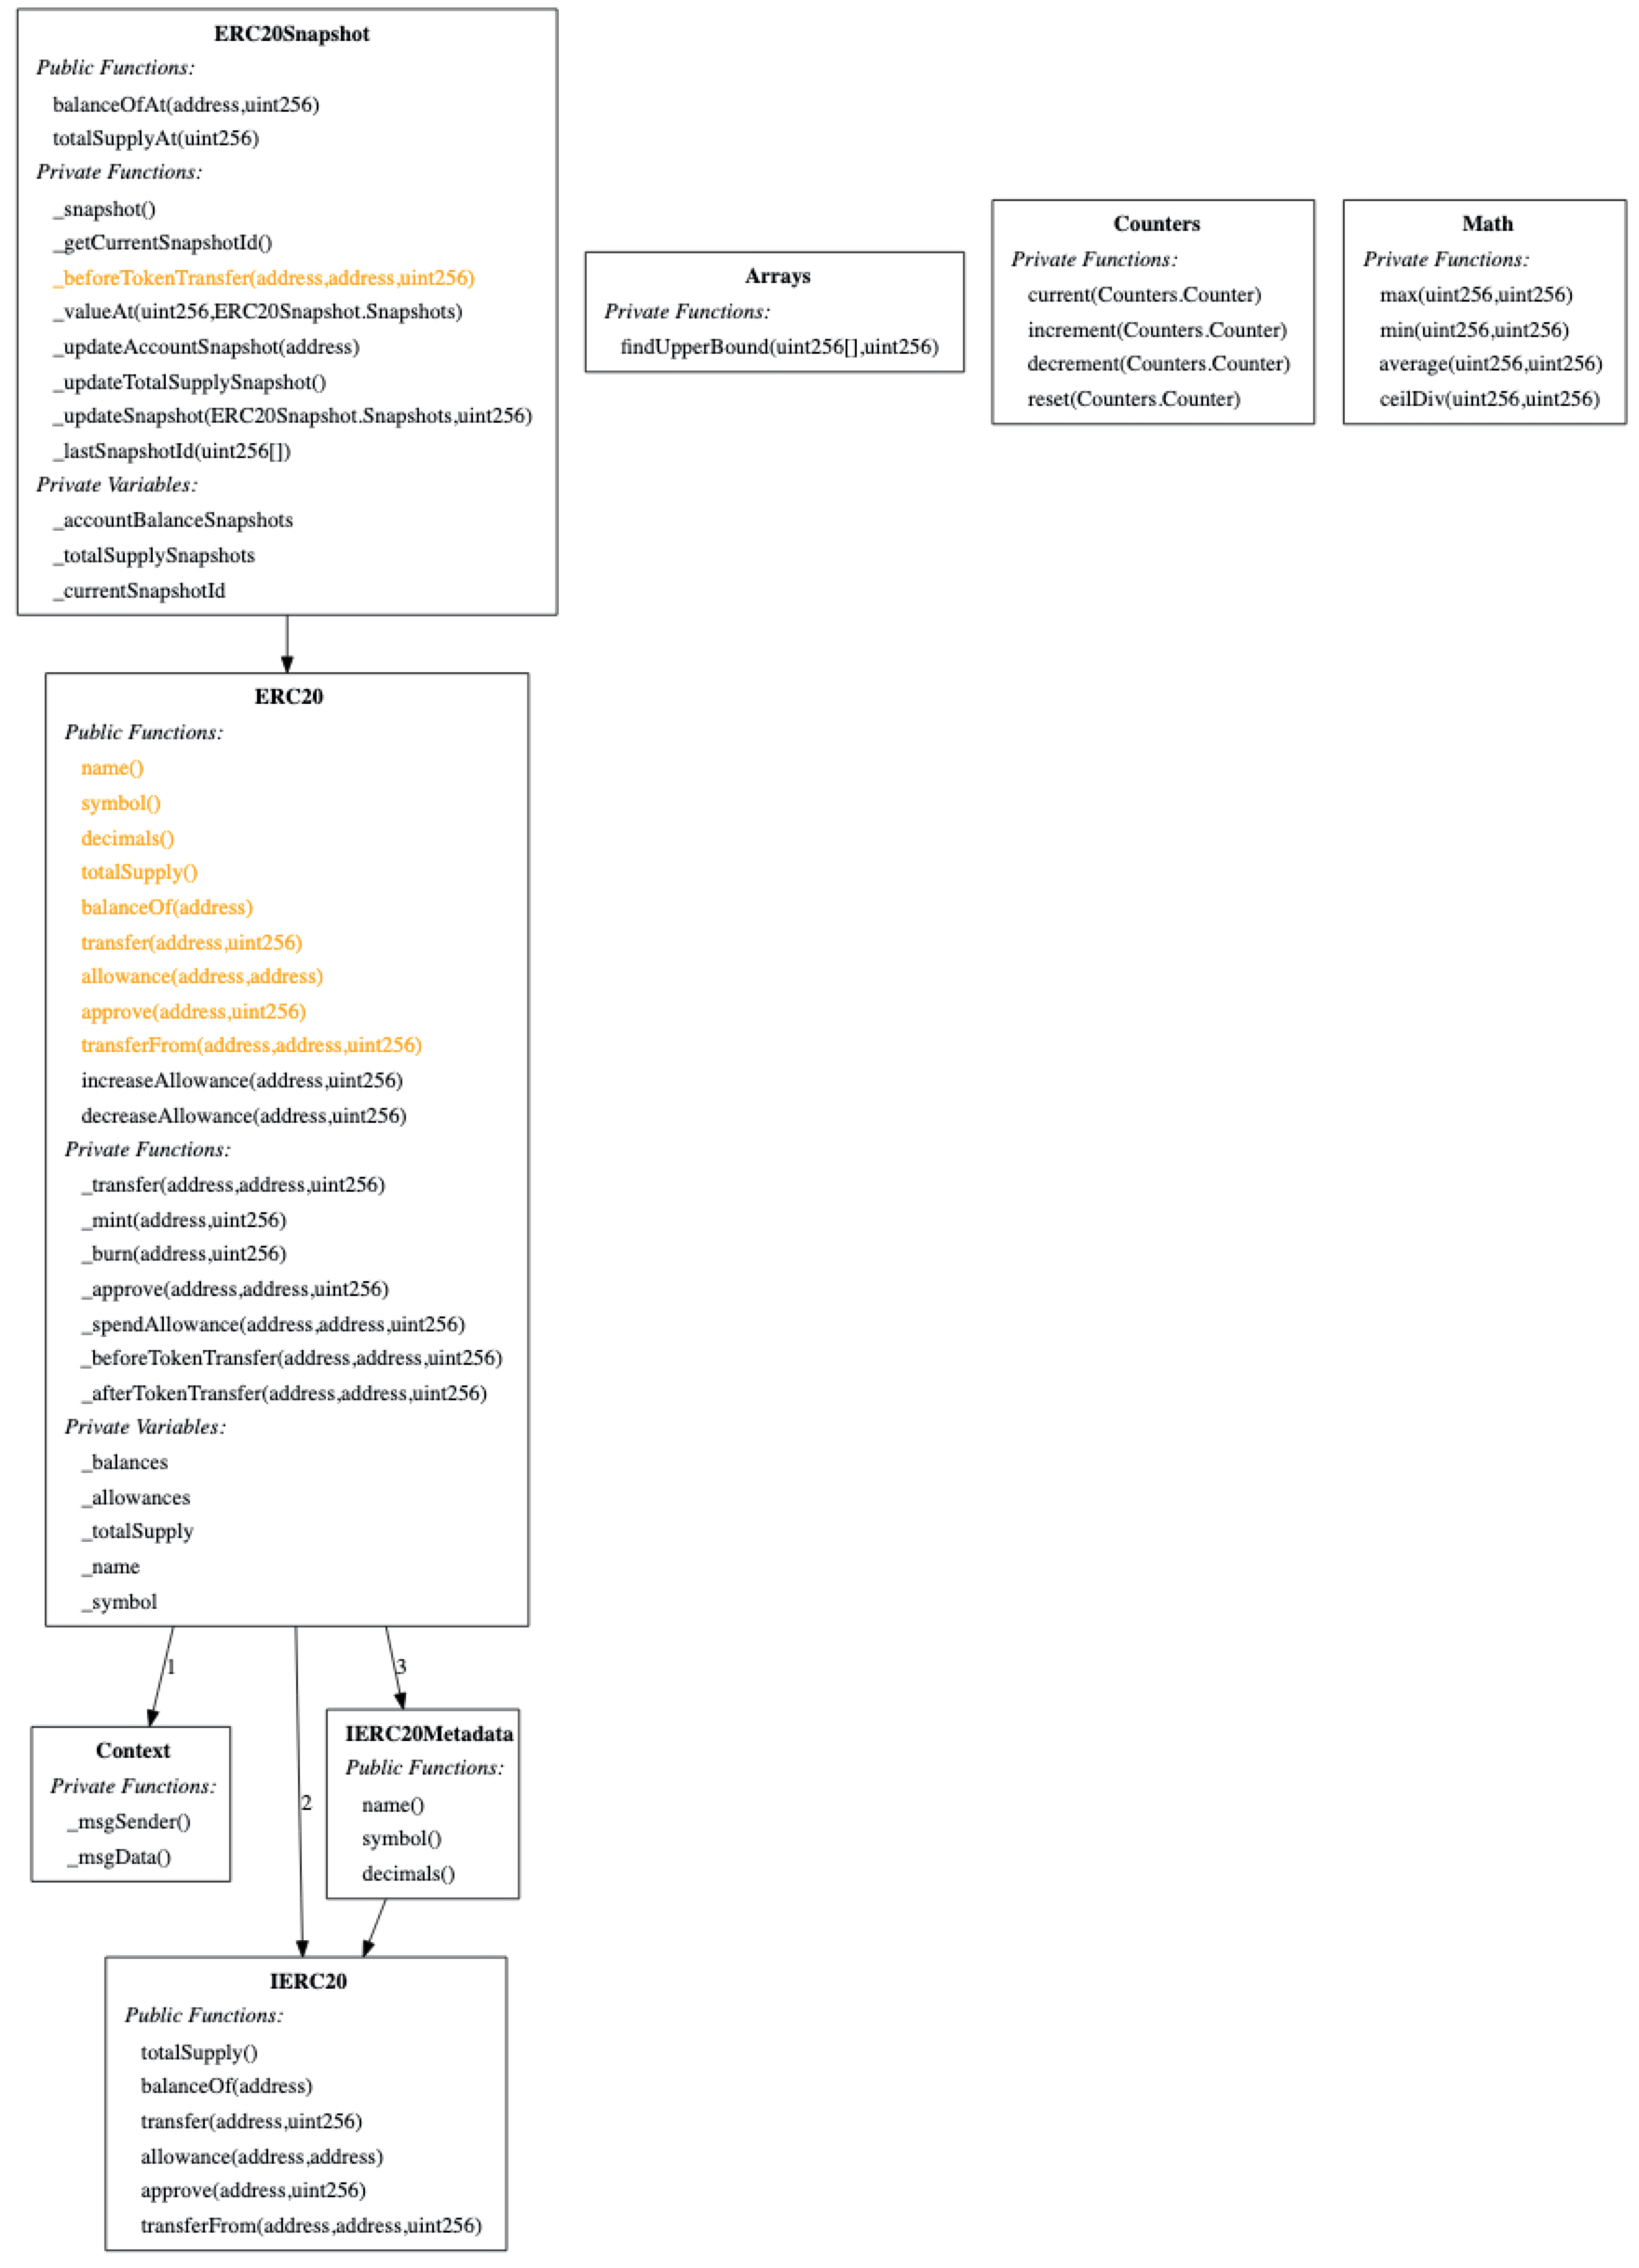 ERC20Snapshot
Public Functions:
balanceOfAt(address,uint256)
totalSupplyAt(uint256)
Private Functions:
_snapshot()
_getCurrentSnapshotId()
_beforeTokenTransfer(address,address,uint256)
_valueAt(uint256,ERC20Snapshot.Snapshots)
_updateAccountSnapshot(address)
_updateTotalSupplySnapshot()
_updateSnapshot(ERC20Snapshot.Snapshots,uint256)
_lastSnapshotId(uint256[])
Private Variables:
_accountBalanceSnapshots
_totalSupplySnapshots
_currentSnapshotId
Arrays
Private Functions:
findUpperBound(uint256[],uint256)
Counters
Private Functions:
current(Counters.Counter)
increment(Counters.Counter)
decrement(Counters.Counter)
reset(Counters.Counter)
Math
Private Functions:
max(uint256,uint256)
min(uint256,uint256)
average(uint256,uint256)
ceilDiv(uint256,uint256)
ERC20
Public Functions:
name()
symbol()
decimals()
totalSupply()
balanceOf(address)
transfer(address,uint256)
allowance(address,address)
approve(address,uint256)
transferFrom(address,address,uint256)
increaseAllowance(address,uint256)
decreaseAllowance(address,uint256)
Private Functions:
_transfer(address,address,uint256)
_mint(address,uint256)
_burn(address,uint256)
_approve(address,address,uint256)
_spendAllowance(address,address,uint256)
_beforeTokenTransfer(address,address,uint256)
_afterTokenTransfer(address,address,uint256)
Private Variables:
_balances
_allowances
_totalSupply
_name
_symbol
1
2
3
Context
Private Functions:
_msgSender()
_msgData()
IERC20Metadata
Public Functions:
name()
symbol()
decimals()
IERC20
Public Functions:
totalSupply()
balanceOf(address)
transfer(address,uint256)
allowance(address,address)
approve(address,uint256)
transferFrom(address,address,uint256)